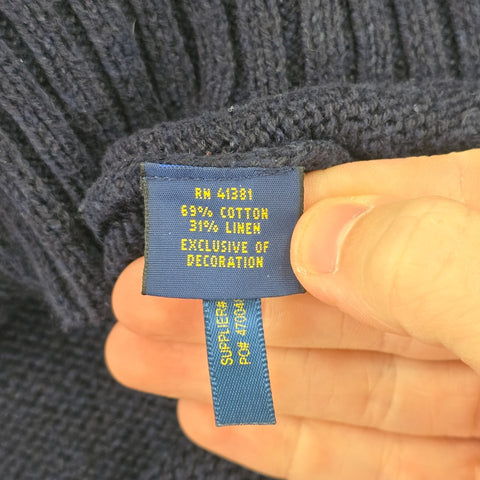 RN 41381
69% COTTON
31% LINEN
EXCLUSIVE OF
DECORATION
SUPPLIER#
PO# 47004